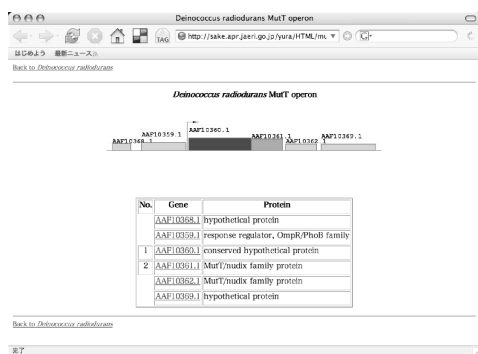 Deinococcus radiodurans MutT operon
TAG
http://sake.apr.jaeri.go.jp/yura/HTML/mu
G
はじめよう 最新ニュース
Back to Deinococcus radiodurans
Deinococcus radiodurans MutT operon
AAF10368.1 AAF10359.1 AAF10360.1 AAF10361.1 AAF10362.1 AAF10369.1
No. Gene Protein
AAF10368.1 hypothetical protein
AAF10359.1 response regulator, OmpR/PhoB family
1 AAF10360.1 conserved hypothetical protein
2 AAF10361.1 MutT/nudix family protein
AAF10362.1 MutT/nudix family protein
AAF10369.1 hypothetical protein
Back to Deinococcus radiodurans
完了